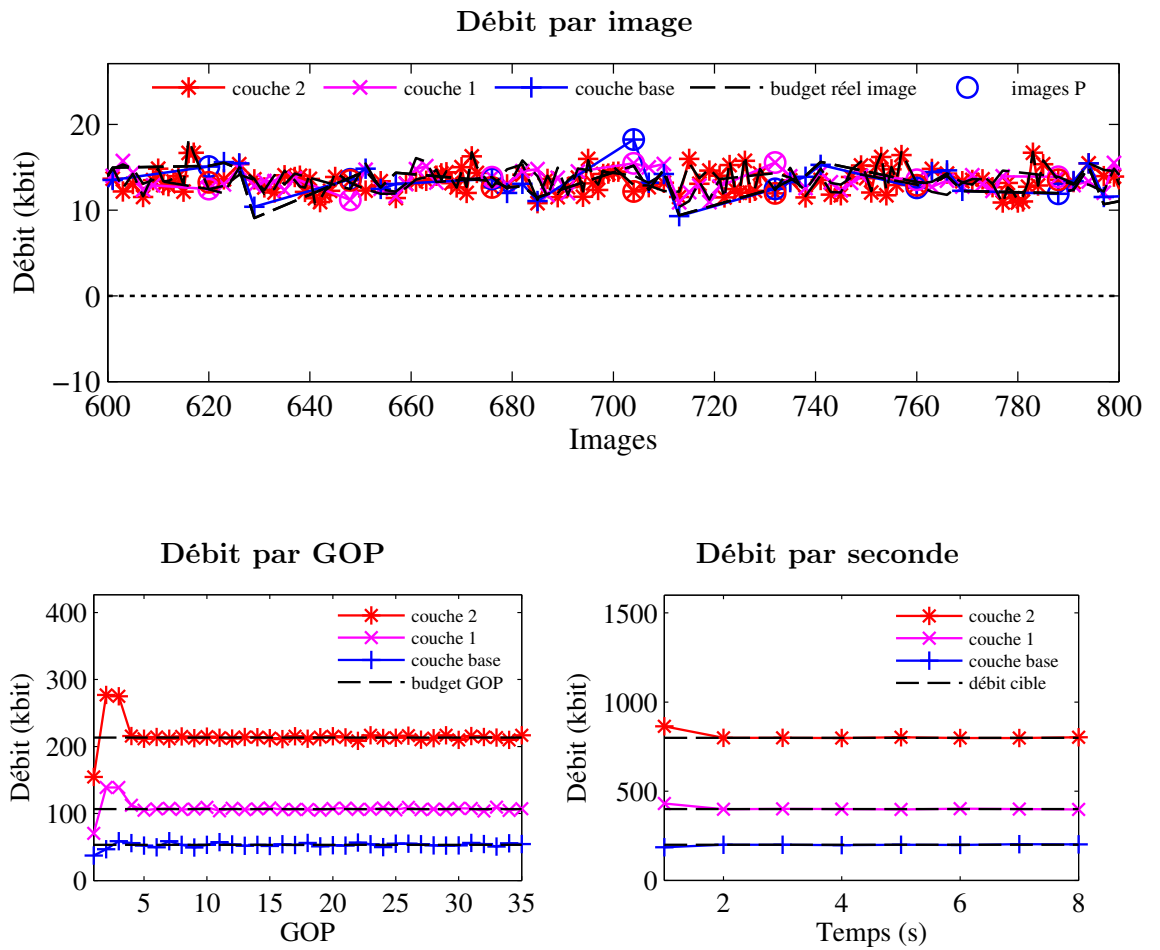 Débit par image
couche 2 couche 1 couche base budget réel image images P
20
10
0
−10
Débit (kbit)
600 620 640 660 680 700 720 740 760 780 800
Images
Débit par GOP
couche 2
couche 1
couche base
budget GOP
400
300
200
100
0
Débit (kbit)
5 10 15 20 25 30 35
GOP
Débit par seconde
couche 2
couche 1
couche base
débit cible
1500
1000
500
0
Débit (kbit)
2 4 6 8
Temps (s)